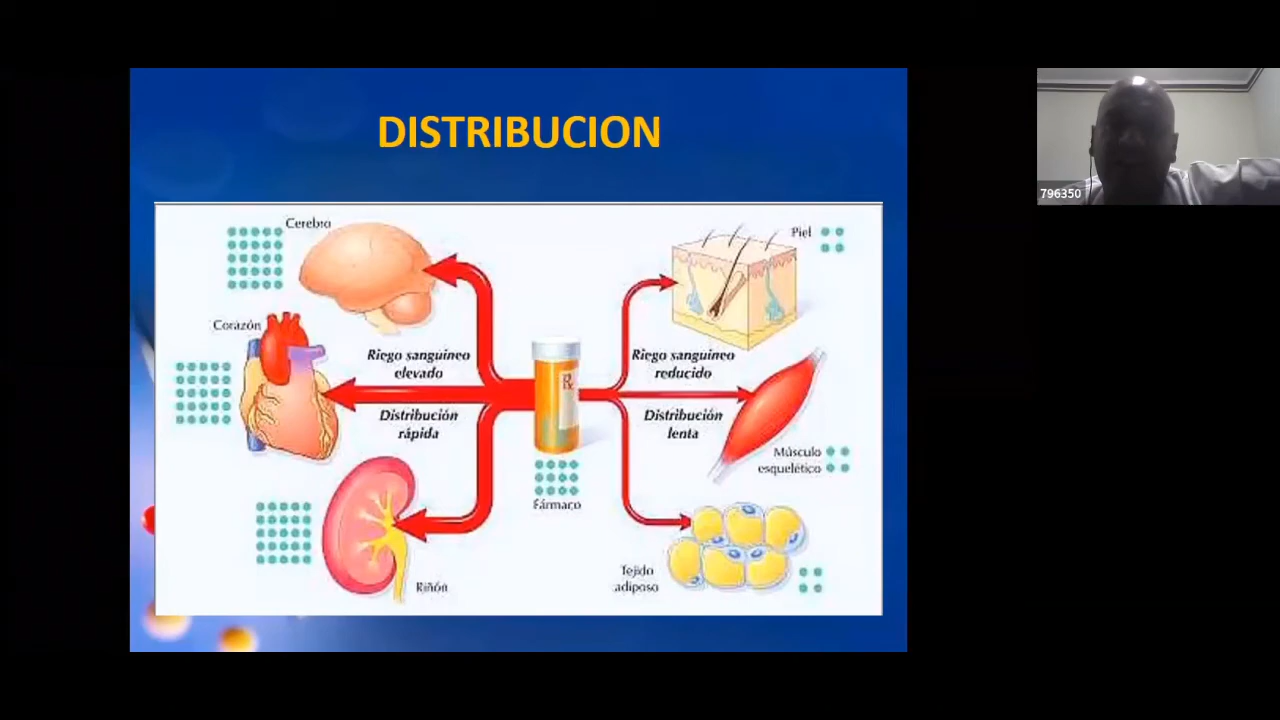 DISTRIBUCION
Cerebro
Piel
Corazón
Riego sanguíneo
elevado
Riego sanguíneo
reducido
Distribución
rápida
Distribución
lenta
Músculo
esquelético
Fármaco
Tejido
adiposo
Riñón
796350